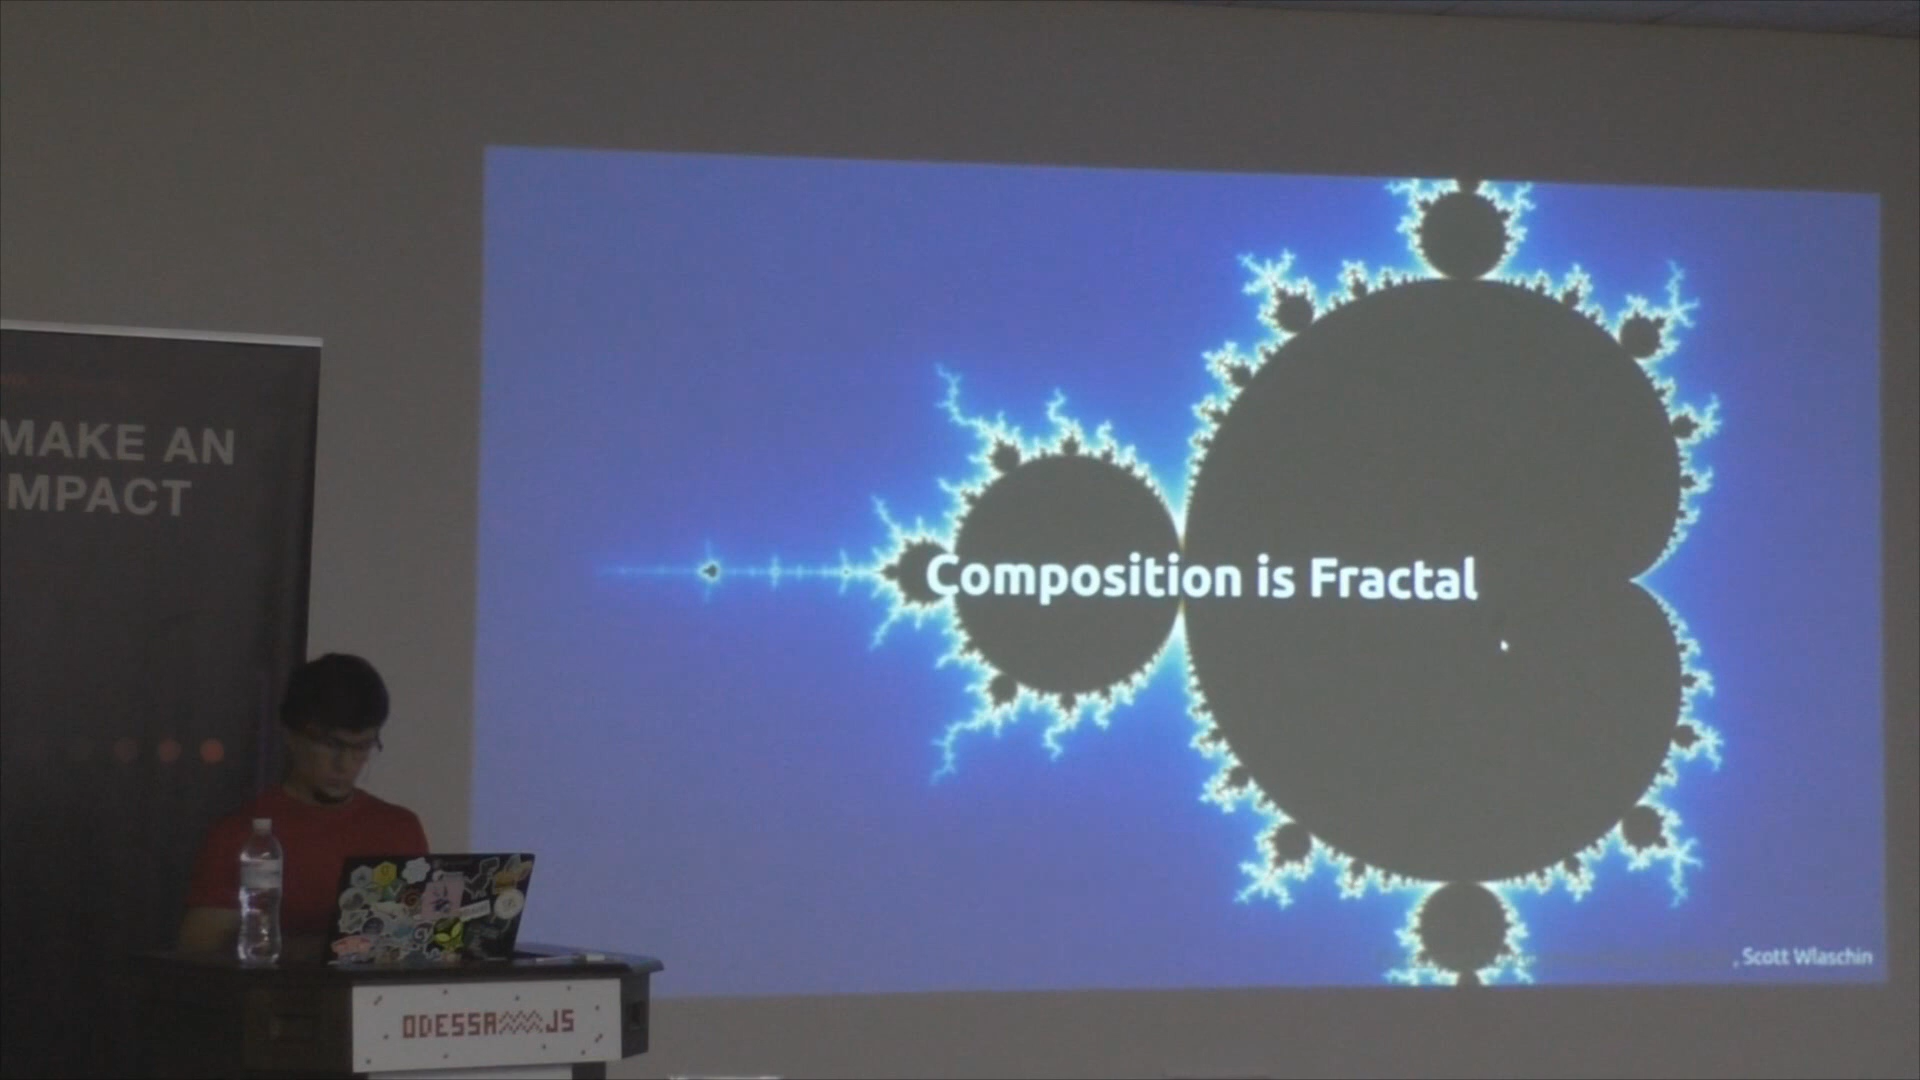 MAKE AN
MPACT
Composition is Fractal
, Scott Wlaschin
ODESSA JS